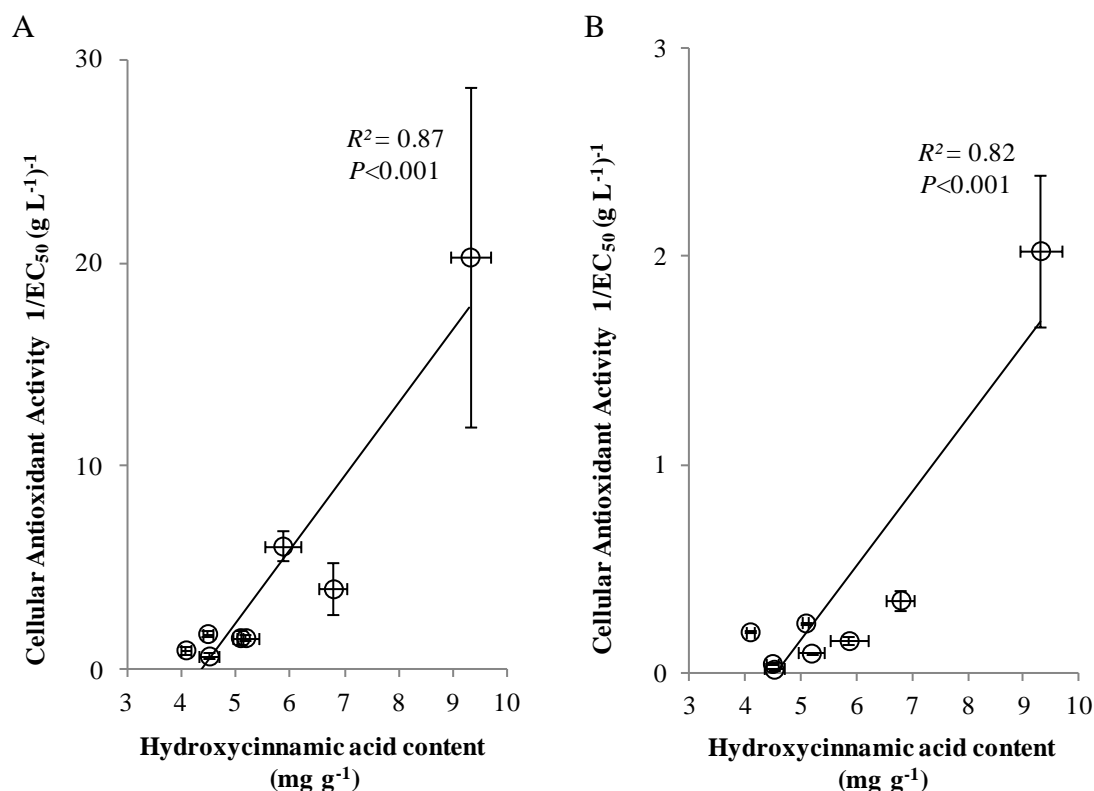 A
Cellular Antioxidant Activity 1/EC₅₀ (g L⁻¹)⁻¹
30
20
10
0
R² = 0.87
P<0.001
3 4 5 6 7 8 9 10
Hydroxycinnamic acid content
(mg g⁻¹)
B
Cellular Antioxidant Activity 1/EC₅₀ (g L⁻¹)⁻¹
3
2
1
0
R² = 0.82
P<0.001
3 4 5 6 7 8 9 10
Hydroxycinnamic acid content
(mg g⁻¹)